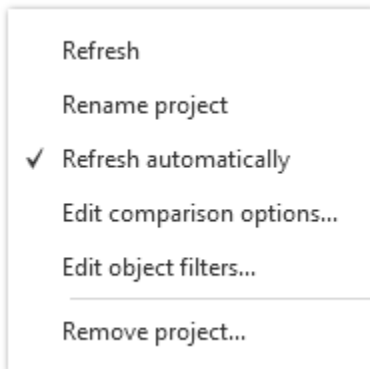 Refresh
Rename project
✓ Refresh automatically
Edit comparison options...
Edit object filters...
Remove project...